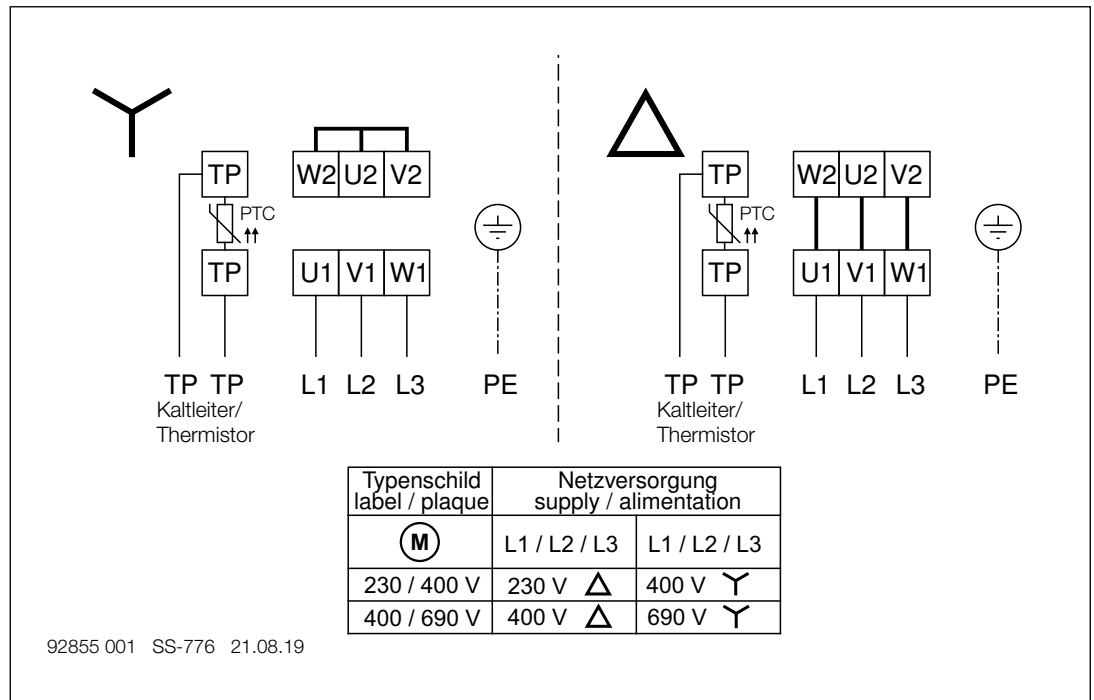 TP W2 U2 V2
PTC
TP U1 V1 W1
TP TP L1 L2 L3 PE
Kaltleiter/
Thermistor
TP W2 U2 V2
PTC
TP U1 V1 W1
TP TP L1 L2 L3 PE
Kaltleiter/
Thermistor
Typenschild Netzversorgung
label / plaque supply / alimentation
M L1 / L2 / L3 L1 / L2 / L3
230 / 400 V 230 V 400 V
400 / 690 V 400 V 690 V
92855 001 SS-776 21.08.19